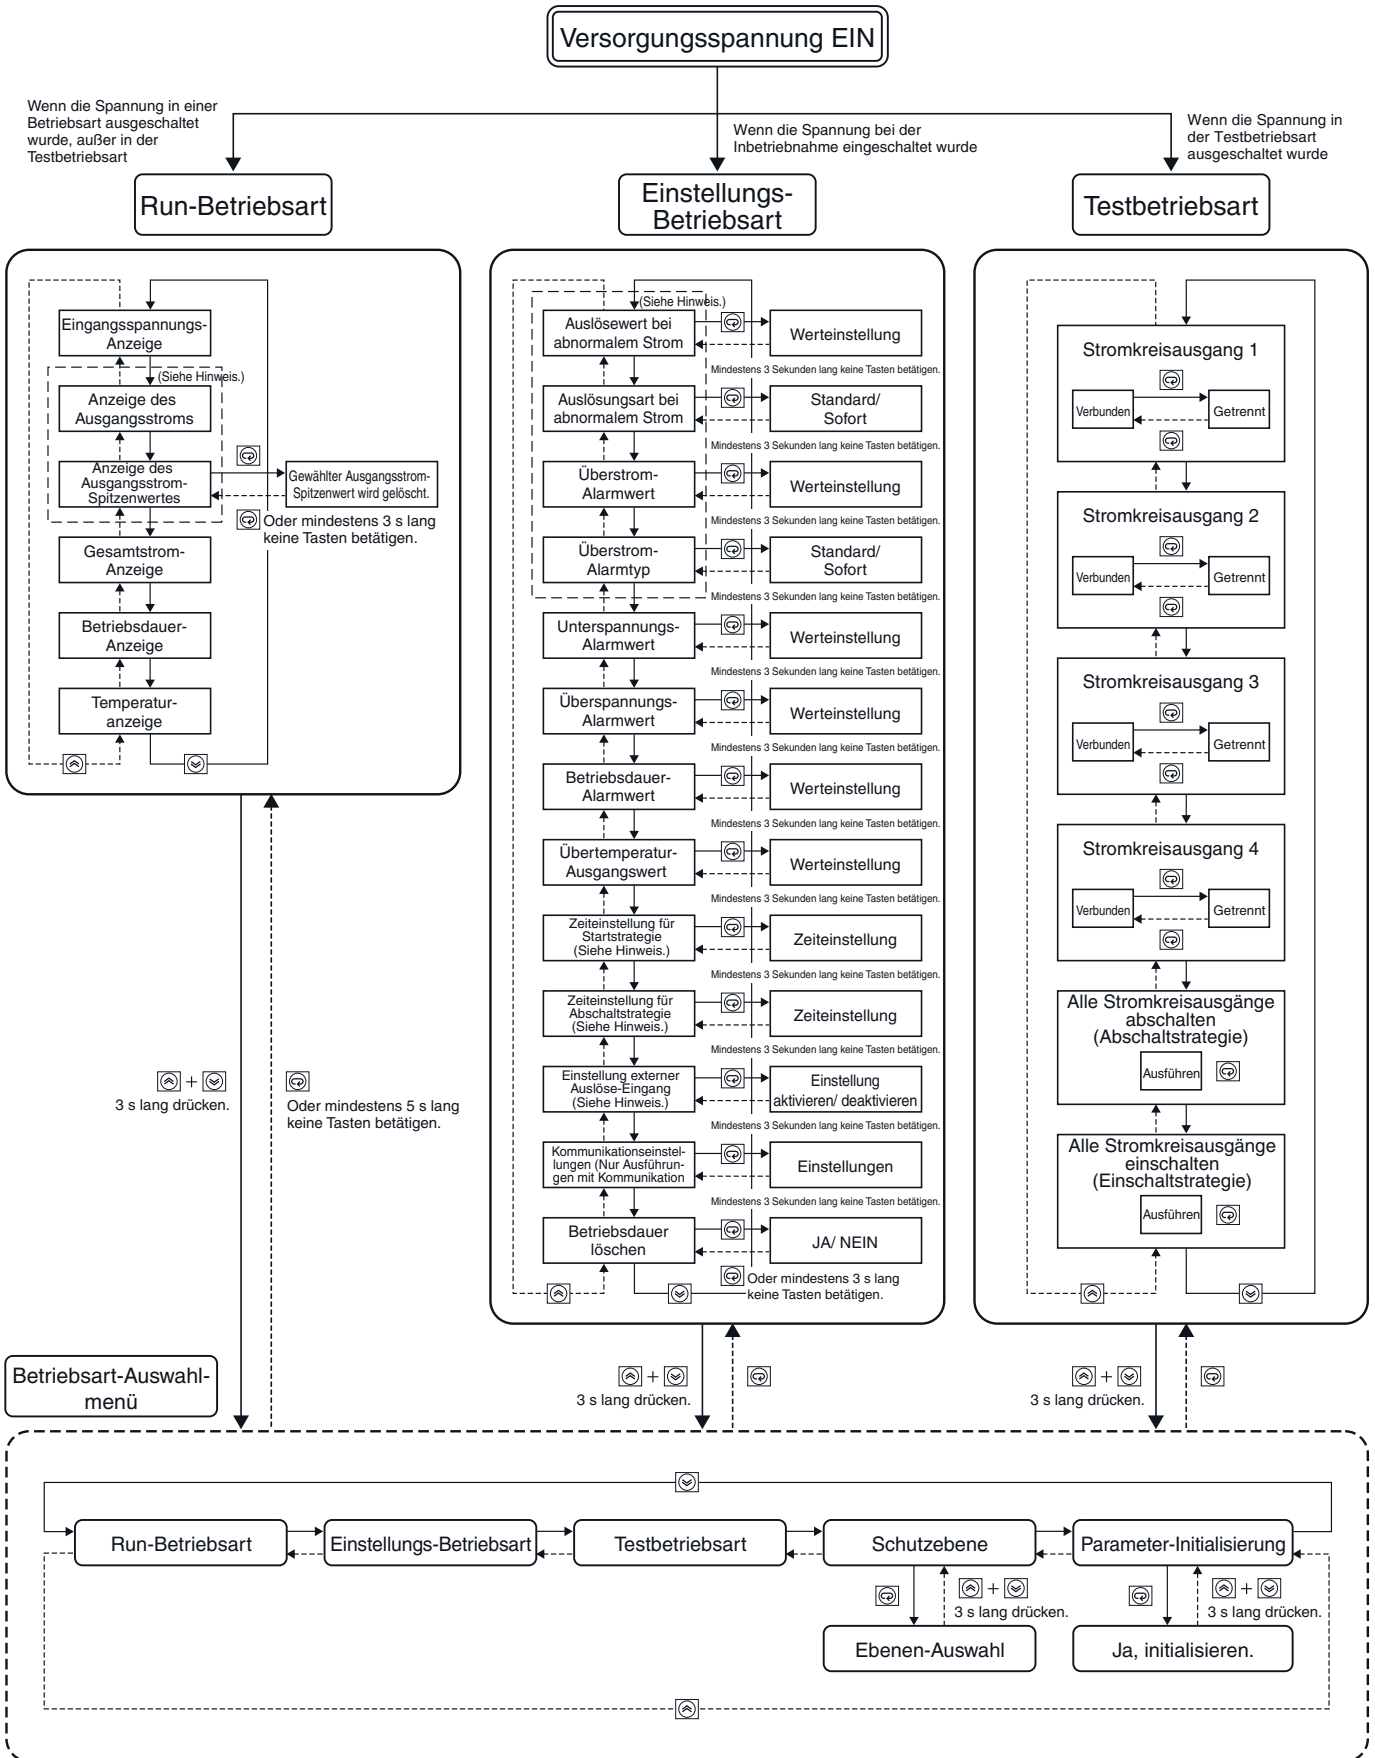 Versorgungsspannung EIN
Wenn die Spannung in einer
Betriebsart ausgeschaltet
wurde, außer in der
Testbetriebsart
Wenn die Spannung bei der
Inbetriebnahme eingeschaltet wurde
Wenn die Spannung in
der Testbetriebsart
ausgeschaltet wurde
Run-Betriebsart
Einstellungs-
Betriebsart
Testbetriebsart
Eingangsspannungs-
Anzeige
(Siehe Hinweis.)
Anzeige des
Ausgangsstroms
Anzeige des
Ausgangsstrom-
Spitzenwertes
Gewählter Ausgangsstrom-
Spitzenwert wird gelöscht.
Oder mindestens 3 s lang
keine Tasten betätigen.
Gesamtstrom-
Anzeige
Betriebsdauer-
Anzeige
Temperatur-
anzeige
(Siehe Hinweis.)
Auslösewert bei
abnormalem Strom
Werteinstellung
Mindestens 3 Sekunden lang keine Tasten betätigen.
Auslösungsart bei
abnormalem Strom
Standard/
Sofort
Mindestens 3 Sekunden lang keine Tasten betätigen.
Überstrom-
Alarmwert
Werteinstellung
Mindestens 3 Sekunden lang keine Tasten betätigen.
Überstrom-
Alarmtyp
Standard/
Sofort
Mindestens 3 Sekunden lang keine Tasten betätigen.
Unterspannungs-
Alarmwert
Werteinstellung
Mindestens 3 Sekunden lang keine Tasten betätigen.
Überspannungs-
Alarmwert
Werteinstellung
Mindestens 3 Sekunden lang keine Tasten betätigen.
Betriebsdauer-
Alarmwert
Werteinstellung
Mindestens 3 Sekunden lang keine Tasten betätigen.
Übertemperatur-
Ausgangswert
Werteinstellung
Mindestens 3 Sekunden lang keine Tasten betätigen.
Zeiteinstellung für
Startstrategie
(Siehe Hinweis.)
Zeiteinstellung
Mindestens 3 Sekunden lang keine Tasten betätigen.
Zeiteinstellung für
Abschaltstrategie
(Siehe Hinweis.)
Zeiteinstellung
Mindestens 3 Sekunden lang keine Tasten betätigen.
Einstellung externer
Auslöse-Eingang
(Siehe Hinweis.)
Einstellung
aktivieren/ deaktivieren
Mindestens 3 Sekunden lang keine Tasten betätigen.
Kommunikationseinstel-
lungen (Nur Ausführun-
gen mit Kommunikation
Einstellungen
Mindestens 3 Sekunden lang keine Tasten betätigen.
Betriebsdauer
löschen
JA/ NEIN
Oder mindestens 3 s lang
keine Tasten betätigen.
Stromkreisausgang 1
Verbunden
Getrennt
Stromkreisausgang 2
Verbunden
Getrennt
Stromkreisausgang 3
Verbunden
Getrennt
Stromkreisausgang 4
Verbunden
Getrennt
Alle Stromkreisausgänge
abschalten
(Abschaltstrategie)
Ausführen
Alle Stromkreisausgänge
einschalten
(Einschaltstrategie)
Ausführen
+
3 s lang drücken.
Oder mindestens 5 s lang
keine Tasten betätigen.
+
3 s lang drücken.
+
3 s lang drücken.
Betriebsart-Auswahl-
menü
Run-Betriebsart
Einstellungs-Betriebsart
Testbetriebsart
Schutzebene
Parameter-Initialisierung
+
3 s lang drücken.
+
3 s lang drücken.
Ebenen-Auswahl
Ja, initialisieren.